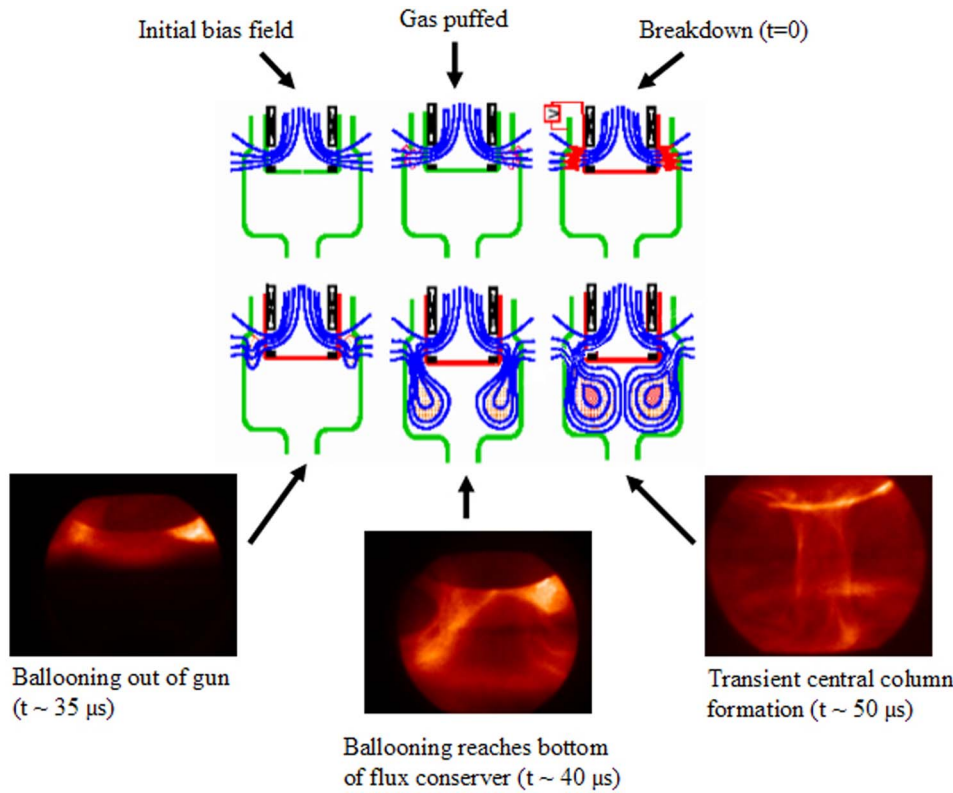 Initial bias field
Gas puffed
Breakdown (t=0)
V
Ballooning out of gun
(t ~ 35 μs)
Ballooning reaches bottom
of flux conserver (t ~ 40 μs)
Transient central column
formation (t ~ 50 μs)